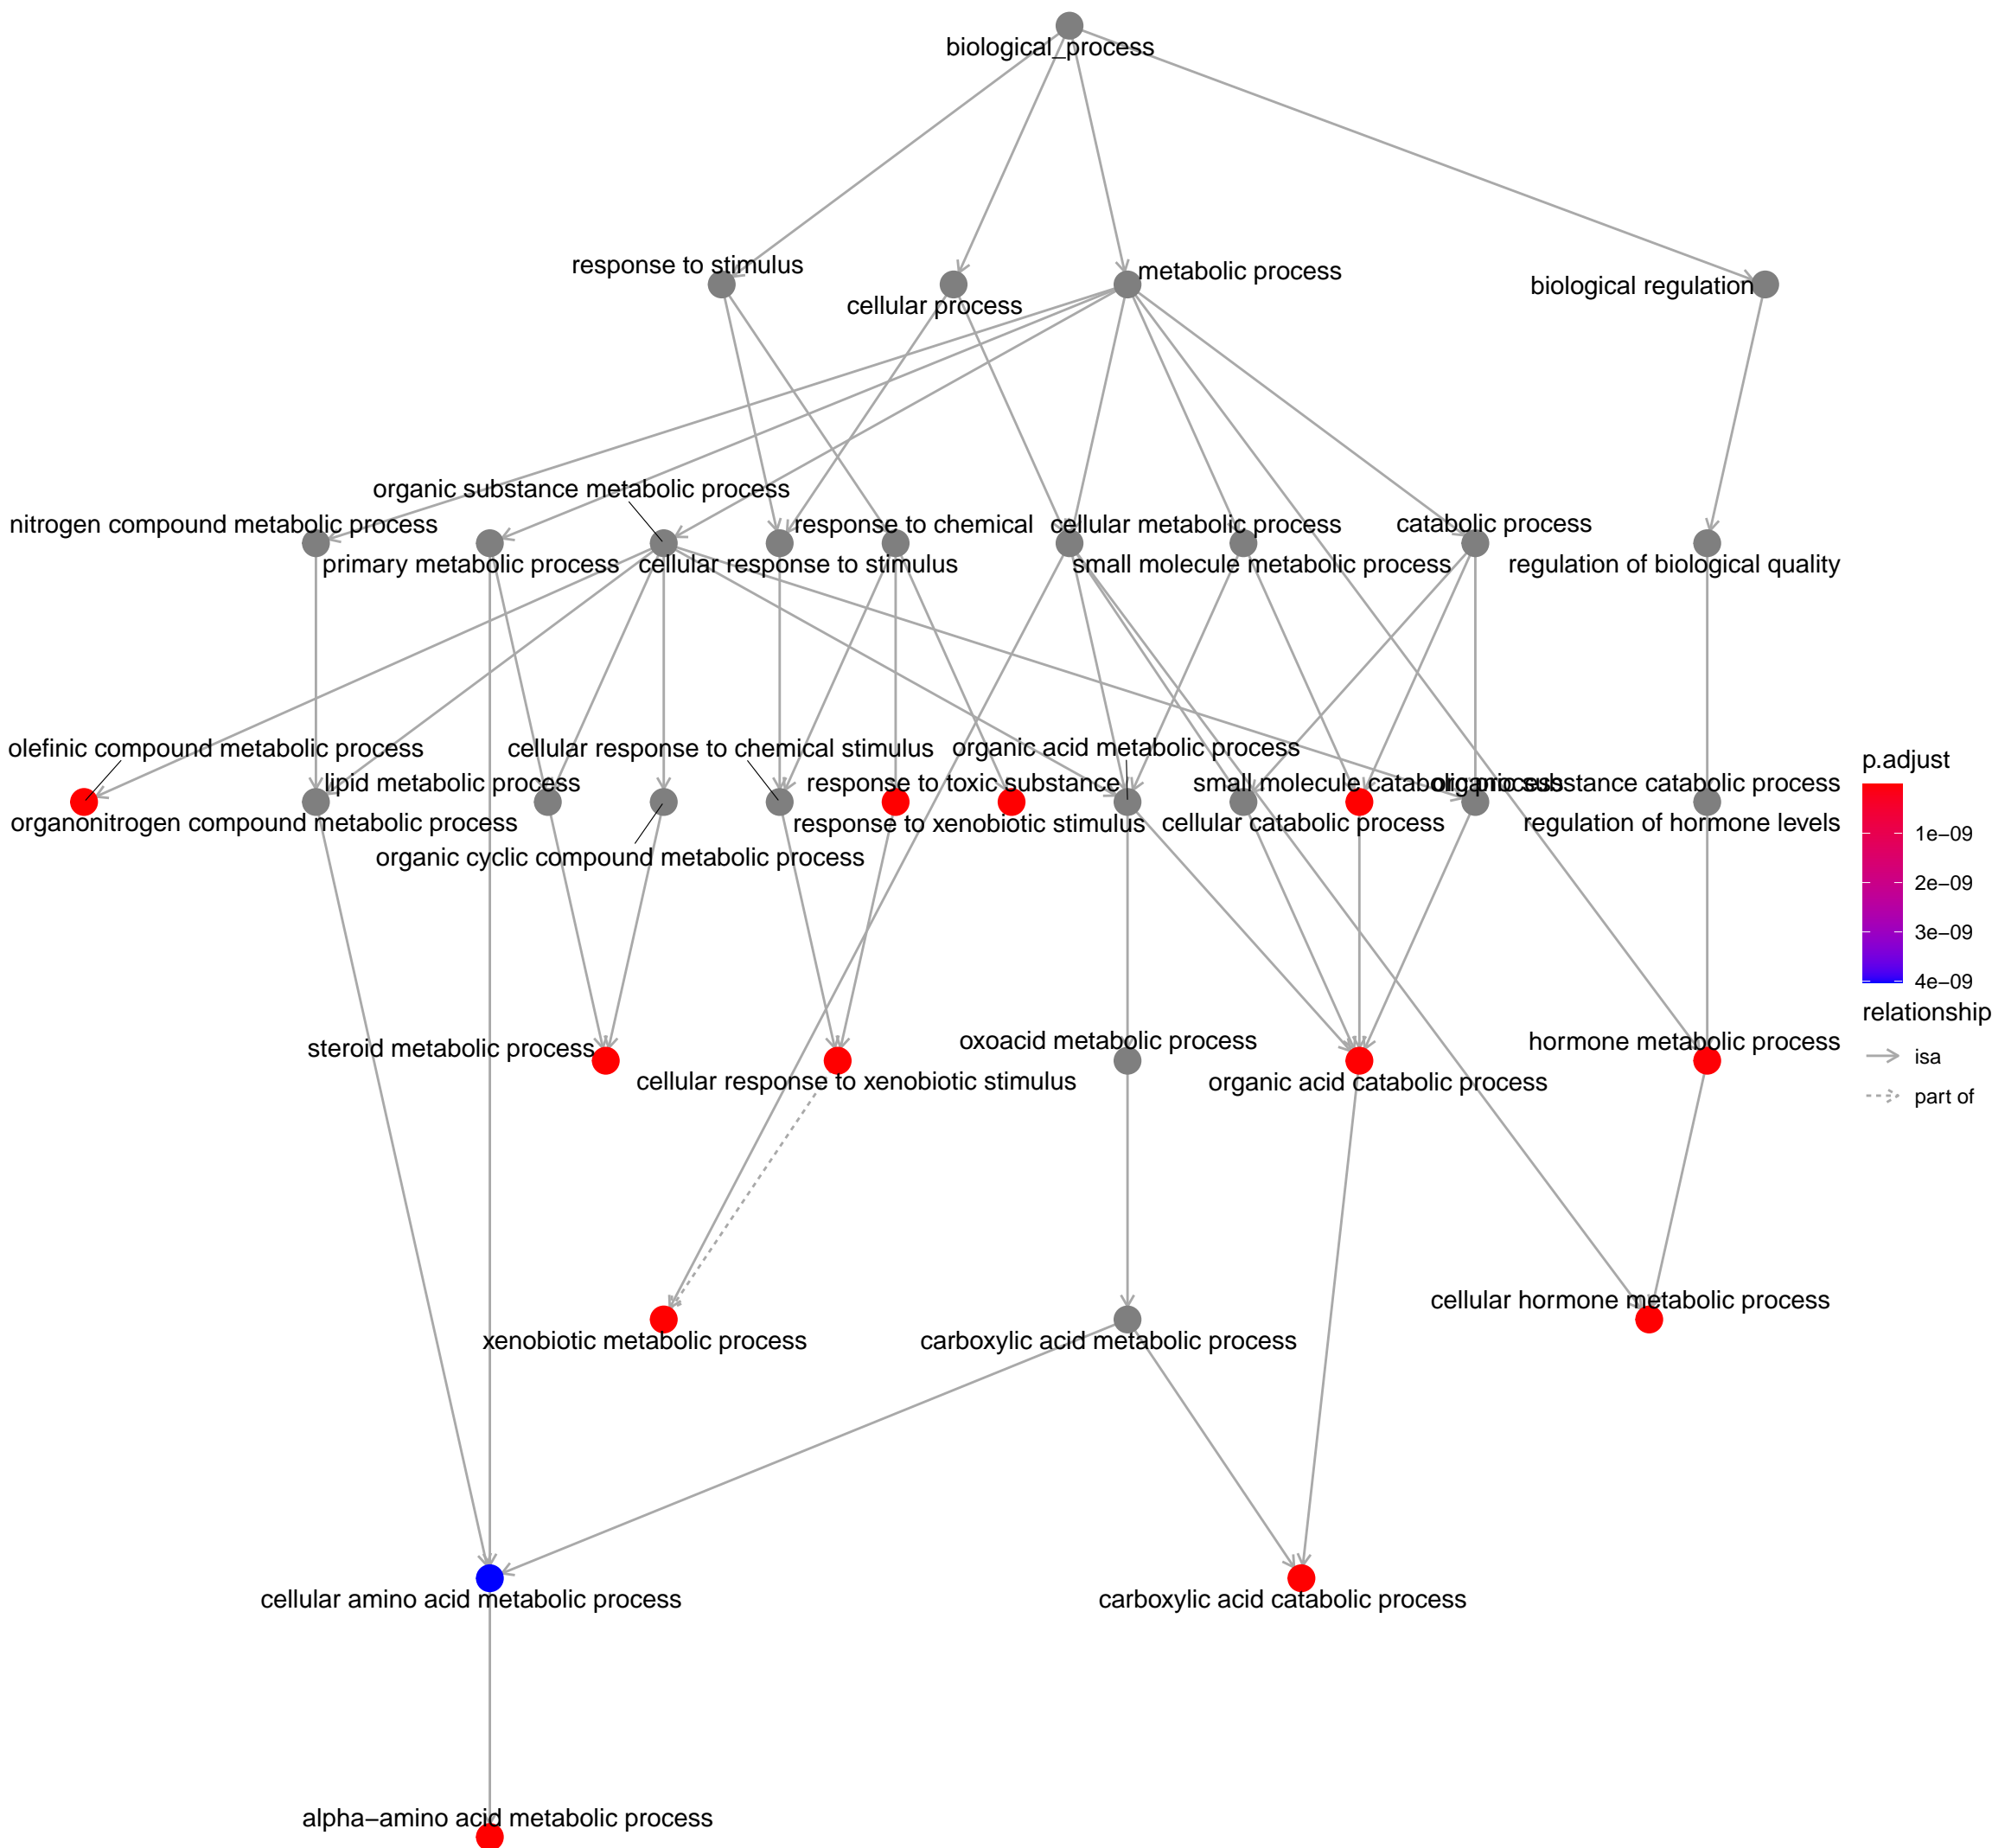 biological_process
response to stimulus
metabolic process
biological regulation
cellular process
organic substance metabolic process
nitrogen compound metabolic process
response to chemical
cellular metabolic process
catabolic process
primary metabolic process
cellular response to stimulus
small molecule metabolic process
regulation of biological quality
olefinic compound metabolic process
cellular response to chemical stimulus
organic acid metabolic process
lipid metabolic process
response to toxic substance
small molecule catabolic process
organic substance catabolic process
organonitrogen compound metabolic process
response to xenobiotic stimulus
cellular catabolic process
regulation of hormone levels
organic cyclic compound metabolic process
steroid metabolic process
oxoacid metabolic process
hormone metabolic process
cellular response to xenobiotic stimulus
organic acid catabolic process
cellular hormone metabolic process
xenobiotic metabolic process
carboxylic acid metabolic process
cellular amino acid metabolic process
carboxylic acid catabolic process
alpha−amino acid metabolic process
p.adjust
1e−09
2e−09
3e−09
4e−09
relationship
isa
part of